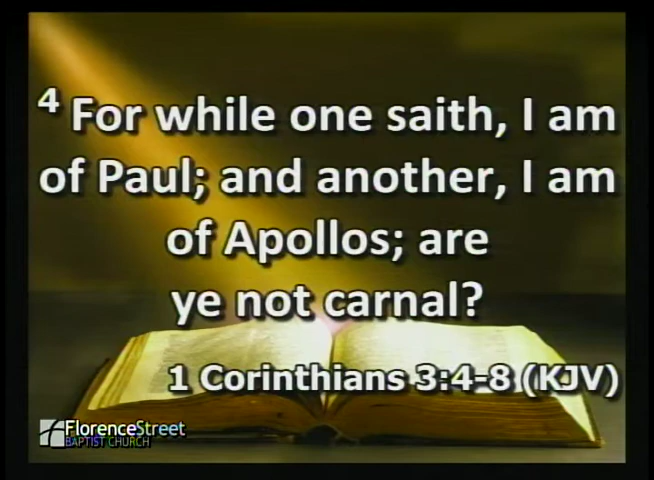 4 For while one saith, I am
of Paul; and another, I am
of Apollos; are
ye not carnal?
1 Corinthians 3:4-8 (KJV)
FlorenceStreet
BAPTIST CHURCH